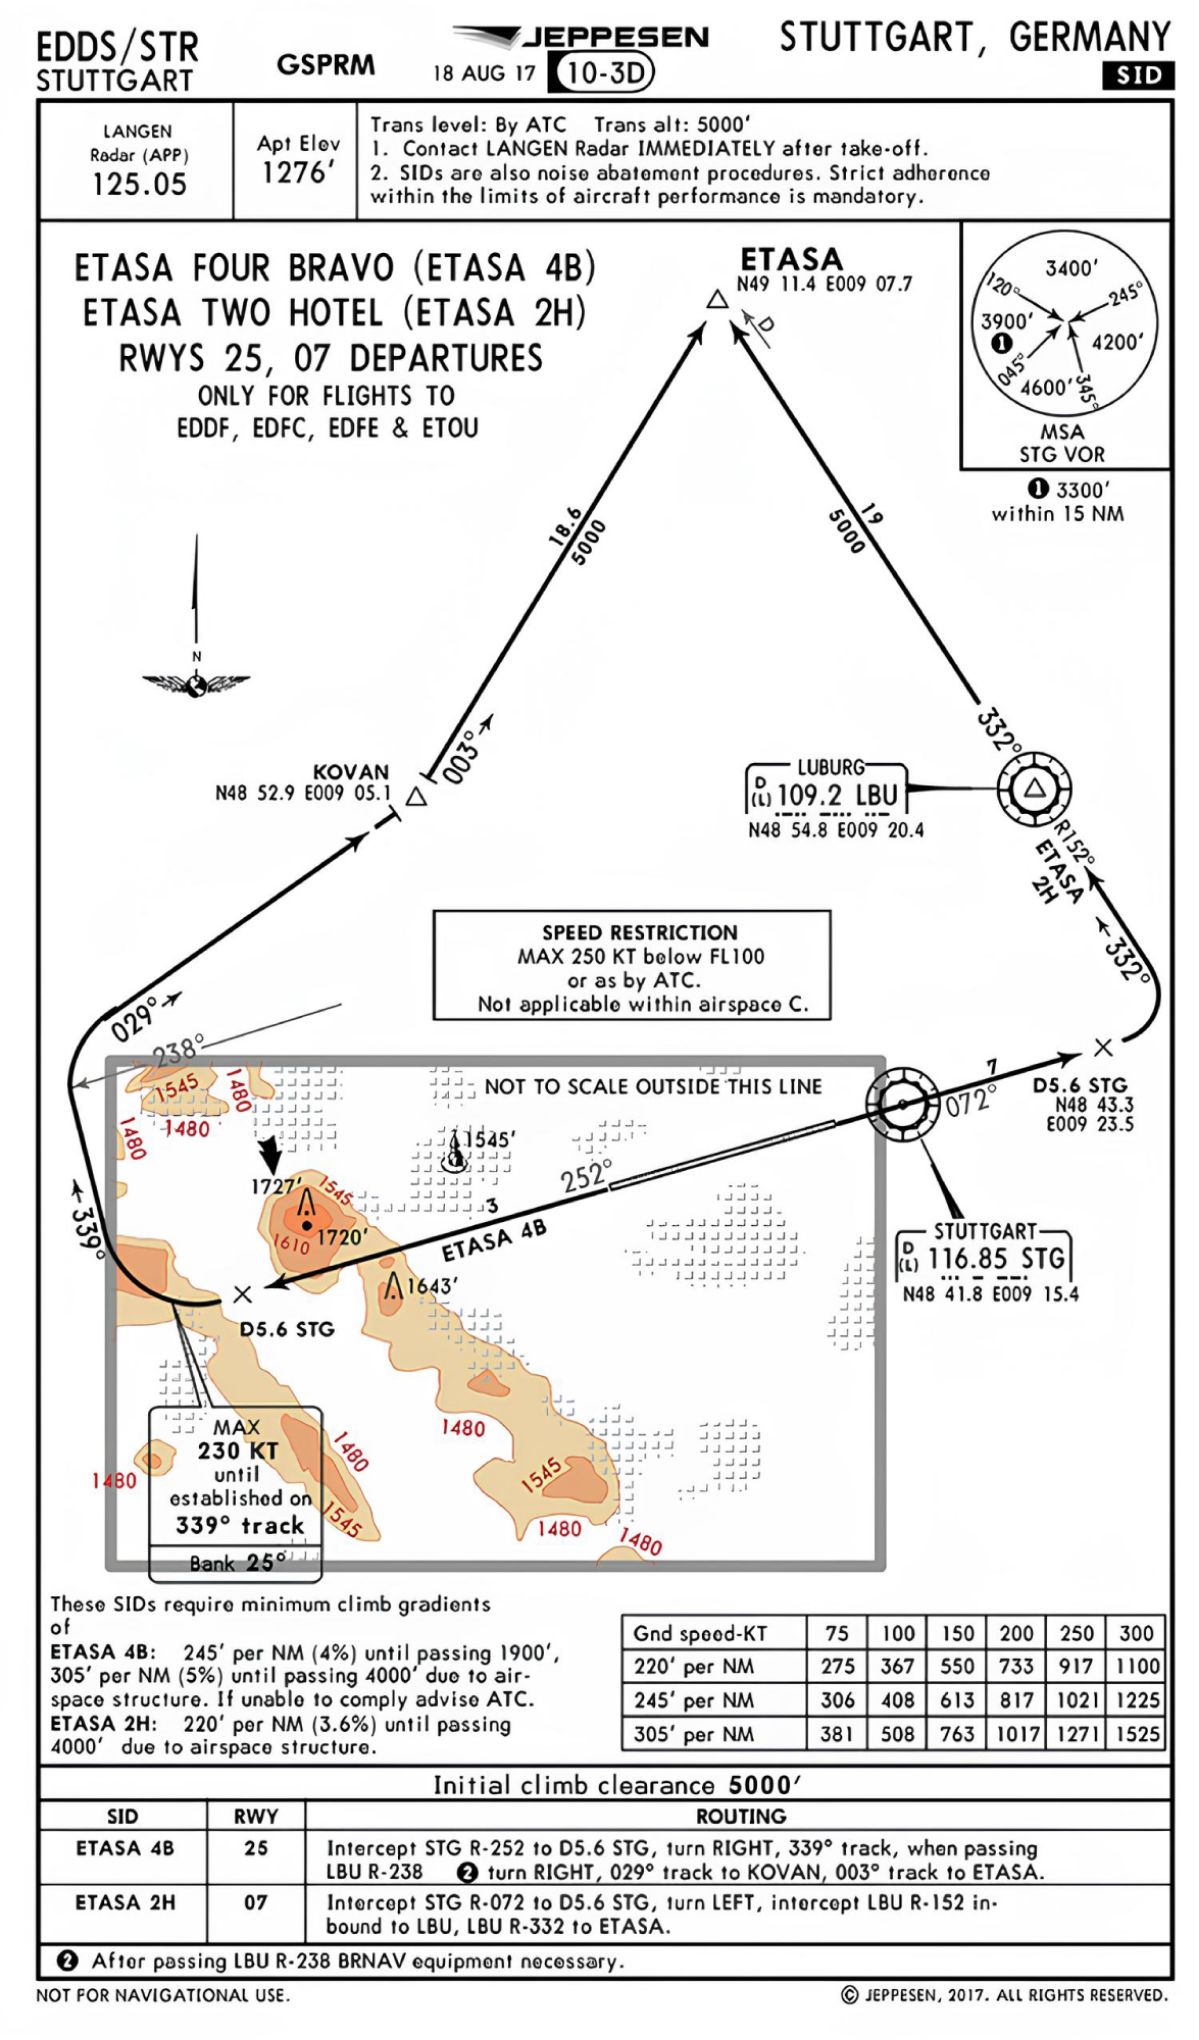 EDDS/STR
STUTTGART
GSPRM
JEPPESEN
18 AUG 17 10-3D
STUTTGART, GERMANY
SID
LANGEN
Radar (APP)
125.05
Apt Elev
1276'
Trans level: By ATC Trans alt: 5000'
1. Contact LANGEN Radar IMMEDIATELY after take-off.
2. SIDs are also noise abatement procedures. Strict adherence
within the limits of aircraft performance is mandatory.
ETASA FOUR BRAVO (ETASA 4B)
ETASA TWO HOTEL (ETASA 2H)
RWYS 25, 07 DEPARTURES
ONLY FOR FLIGHTS TO
EDDF, EDFC, EDFE & ETOU
ETASA
N49 11.4 E009 07.7
D
3400'
120°
245°
3900'
1
4200'
045°
4600'
345°
MSA
STG VOR
1 3300'
within 15 NM
18.6
5000
19
5000
N
KOVAN
N48 52.9 E009 05.1
003°
332°
LUBURG
D
(L) 109.2 LBU
N48 54.8 E009 20.4
R152°
ETASA
2H
332°
SPEED RESTRICTION
MAX 250 KT below FL100
or as by ATC.
Not applicable within airspace C.
029°
238°
NOT TO SCALE OUTSIDE THIS LINE
7
072°
D5.6 STG
N48 43.3
E009 23.5
1545
1480
1480
1480
1545'
1727'
1545
1720'
1610
252°
3
ETASA 4B
339°
1643'
D5.6 STG
STUTTGART
D
(L) 116.85 STG
N48 41.8 E009 15.4
MAX
230 KT
until
established on
339° track
Bank 25°
1480
1480
1545
1480
1545
1480
1480
These SIDs require minimum climb gradients
of
ETASA 4B: 245' per NM (4%) until passing 1900',
305' per NM (5%) until passing 4000' due to air-
space structure. If unable to comply advise ATC.
ETASA 2H: 220' per NM (3.6%) until passing
4000' due to airspace structure.
Gnd speed-KT 75 100 150 200 250 300
220' per NM 275 367 550 733 917 1100
245' per NM 306 408 613 817 1021 1225
305' per NM 381 508 763 1017 1271 1525
Initial climb clearance 5000'
SID RWY ROUTING
ETASA 4B 25 Intercept STG R-252 to D5.6 STG, turn RIGHT, 339° track, when passing
LBU R-238 2 turn RIGHT, 029° track to KOVAN, 003° track to ETASA.
ETASA 2H 07 Intercept STG R-072 to D5.6 STG, turn LEFT, intercept LBU R-152 in-
bound to LBU, LBU R-332 to ETASA.
2 After passing LBU R-238 BRNAV equipment necessary.
NOT FOR NAVIGATIONAL USE.
© JEPPESEN, 2017. ALL RIGHTS RESERVED.